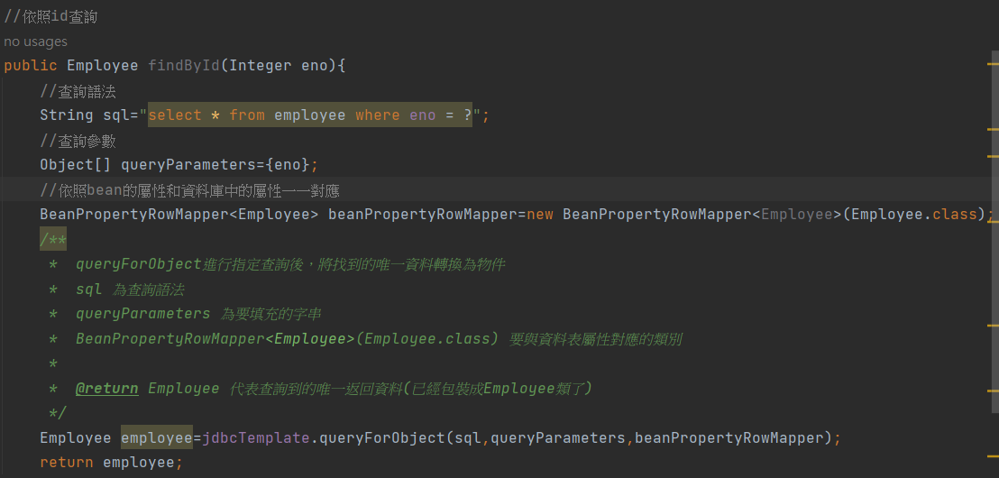 //依照id查詢
no usages
public Employee findById(Integer eno){
//查詢語法
String sql="select * from employee where eno = ?";
//查詢參數
Object[] queryParameters={eno};
//依照bean的屬性和資料庫中的屬性一一對應
BeanPropertyRowMapper<Employee> beanPropertyRowMapper=new BeanPropertyRowMapper<Employee>(Employee.class);
/**
* queryForObject進行指定查詢後，將找到的唯一資料轉換為物件
* sql 為查詢語法
* queryParameters 為要填充的字串
* BeanPropertyRowMapper<Employee>(Employee.class) 要與資料表屬性對應的類別
*
* @return Employee 代表查詢到的唯一返回資料(已經包裝成Employee類了)
*/
Employee employee=jdbcTemplate.queryForObject(sql,queryParameters,beanPropertyRowMapper);
return employee;